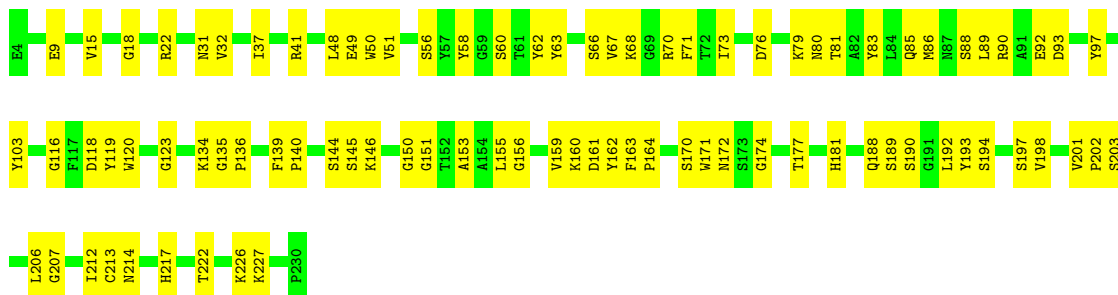 E4 E9 V15 G18 R22 N31 V32 I37 R41 L48 E49 W50 V51 S56 Y57 Y58 G59 S60 T61 Y62 Y63 S66 V67 K68 G69 R70 F71 T72 I73 D76 K79 N80 T81 A82 Y83 L84 Q85 M86 N87 S88 L89 R90 A91 E92 D93 Y97
Y103 G116 F117 D118 Y119 W120 G123 K134 G135 P136 F139 P140 S144 S145 K146 G150 G151 T152 A153 A154 L155 G156 V159 K160 D161 Y162 F163 P164 S170 W171 N172 S173 G174 T177 H181 Q188 S189 S190 G191 L192 Y193 S194 S197 V198 V201 P202 S203
L206 G207 I212 C213 N214 H217 T222 K226 K227 P230